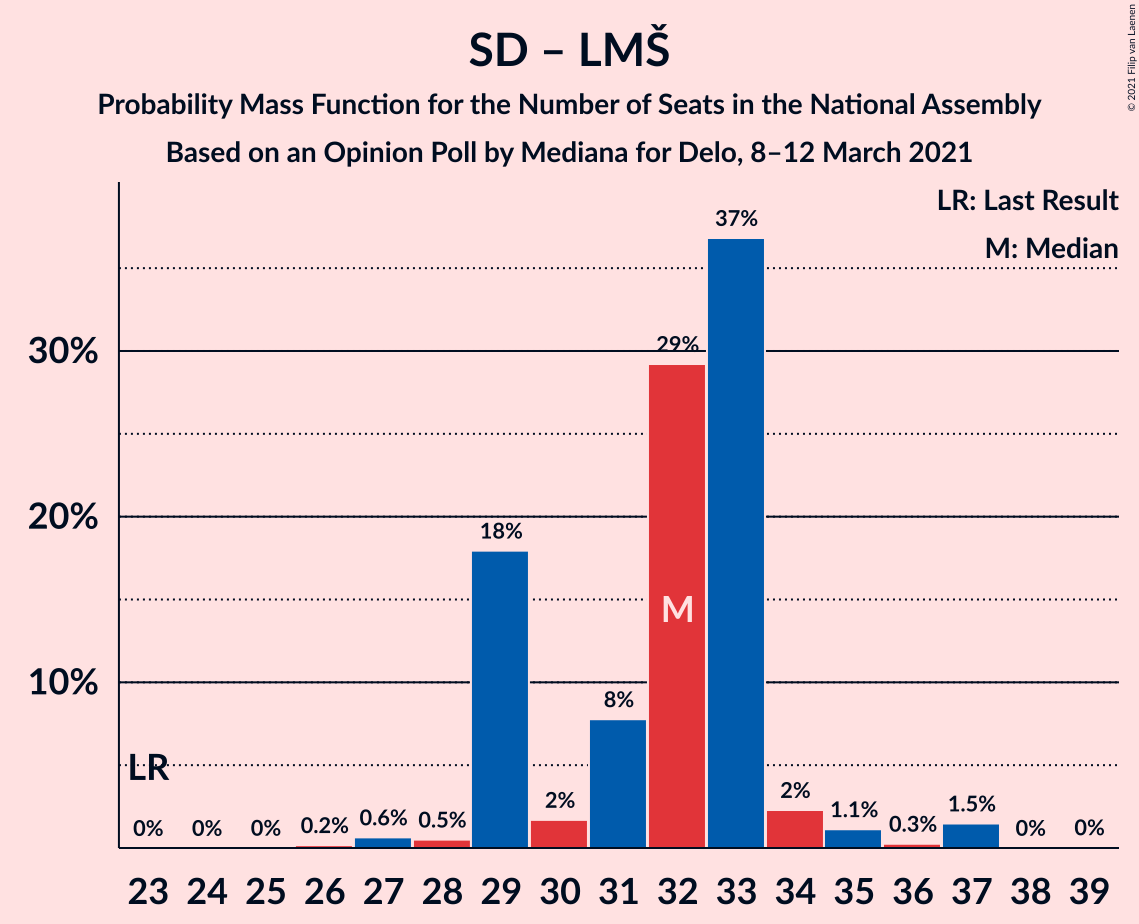 SD – LMŠ
Probability Mass Function for the Number of Seats in the National Assembly
Based on an Opinion Poll by Mediana for Delo, 8–12 March 2021
© 2021 Filip van Laenen
LR: Last Result
M: Median
30%
20%
10%
LR
0% 0% 0% 0.2% 0.6% 0.5% 18% 2% 8% 29% 37% 2% 1.1% 0.3% 1.5% 0% 0%
M
23 24 25 26 27 28 29 30 31 32 33 34 35 36 37 38 39